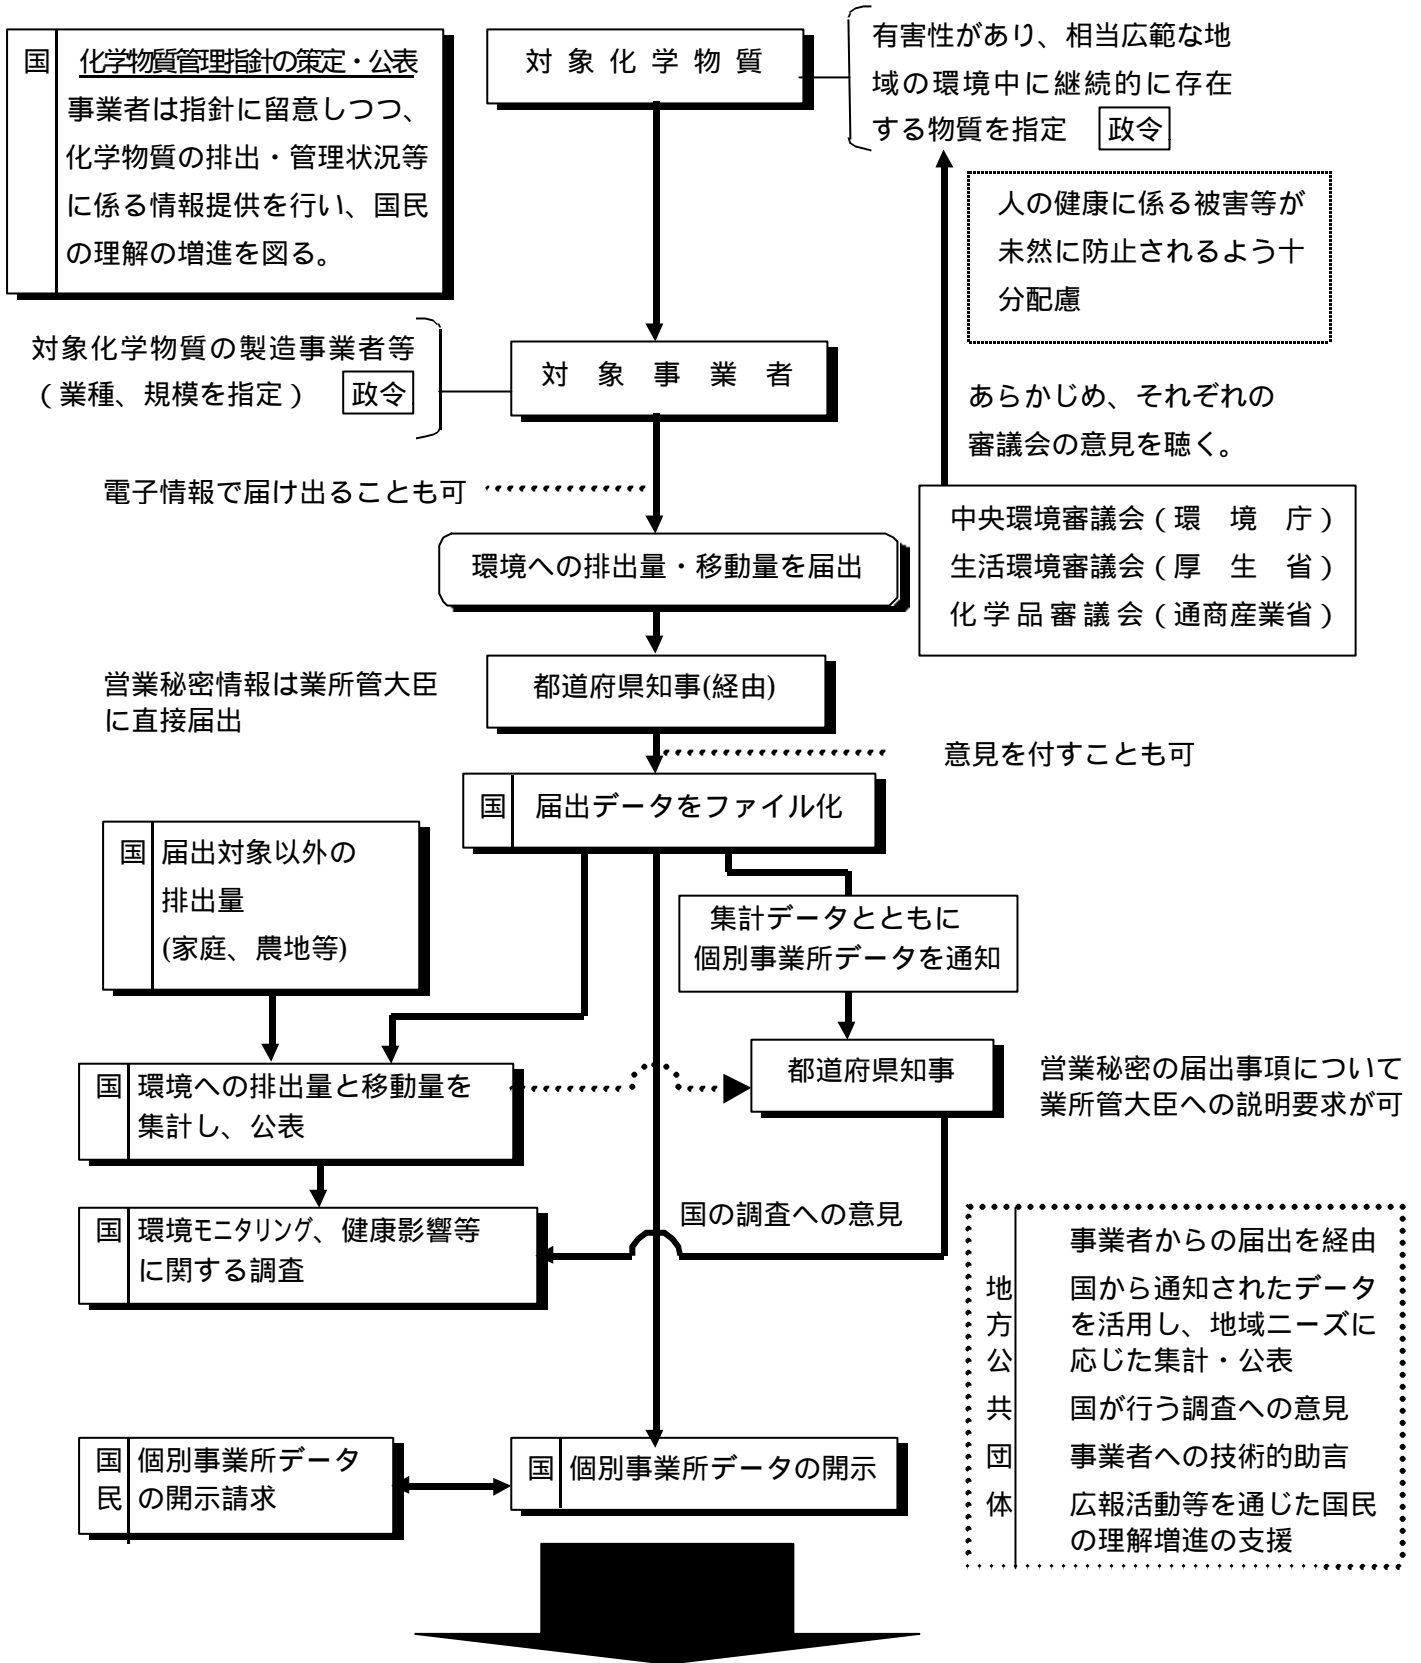 国
化学物質管理指針の策定・公表
事業者は指針に留意しつつ、
化学物質の排出・管理状況等
に係る情報提供を行い、国民
の理解の増進を図る。
対象化学物質
有害性があり、相当広範な地
域の環境中に継続的に存在
する物質を指定 政令
人の健康に係る被害等が
未然に防止されるよう十
分配慮
対象化学物質の製造事業者等
(業種、規模を指定) 政令
対象事業者
あらかじめ、それぞれの
審議会の意見を聴く。
電子情報で届け出ることも可
中央環境審議会(環 境 庁)
生活環境審議会(厚 生 省)
化学品審議会(通商産業省)
環境への排出量・移動量を届出
営業秘密情報は業所管大臣
に直接届出
都道府県知事(経由)
意見を付すことも可
国 届出データをファイル化
国 届出対象以外の
排出量
(家庭、農地等)
集計データとともに
個別事業所データを通知
国 環境への排出量と移動量を
集計し、公表
都道府県知事
営業秘密の届出事項について
業所管大臣への説明要求が可
国 環境モニタリング、健康影響等
に関する調査
国の調査への意見
地方公共団体
事業者からの届出を経由
国から通知されたデータ
を活用し、地域ニーズに
応じた集計・公表
国が行う調査への意見
事業者への技術的助言
広報活動等を通じた国民
の理解増進の支援
国民
個別事業所データ
の開示請求
国 個別事業所データの開示